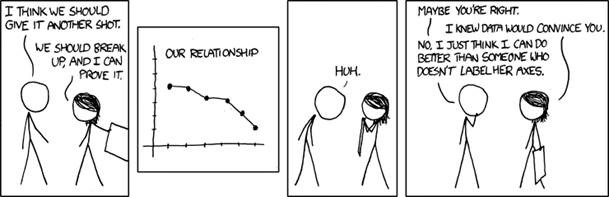 I THINK WE SHOULD
GIVE IT ANOTHER SHOT.
WE SHOULD BREAK
UP, AND I CAN
PROVE IT.
OUR RELATIONSHIP
HUH.
MAYBE YOU'RE RIGHT.
I KNEW DATA WOULD CONVINCE YOU.
NO, I JUST THINK I CAN DO
BETTER THAN SOMEONE WHO
DOESN'T LABEL HER AXES.